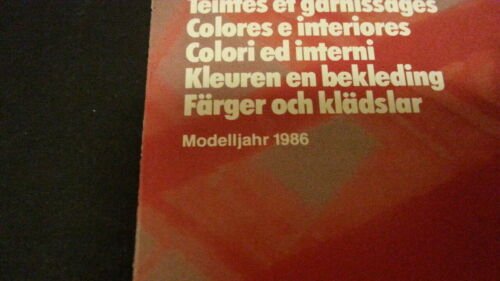 Teintes et garnissages
Colores e interiores
Colori ed interni
Kleuren en bekleding
Färger och klädslar
Modelljahr 1986